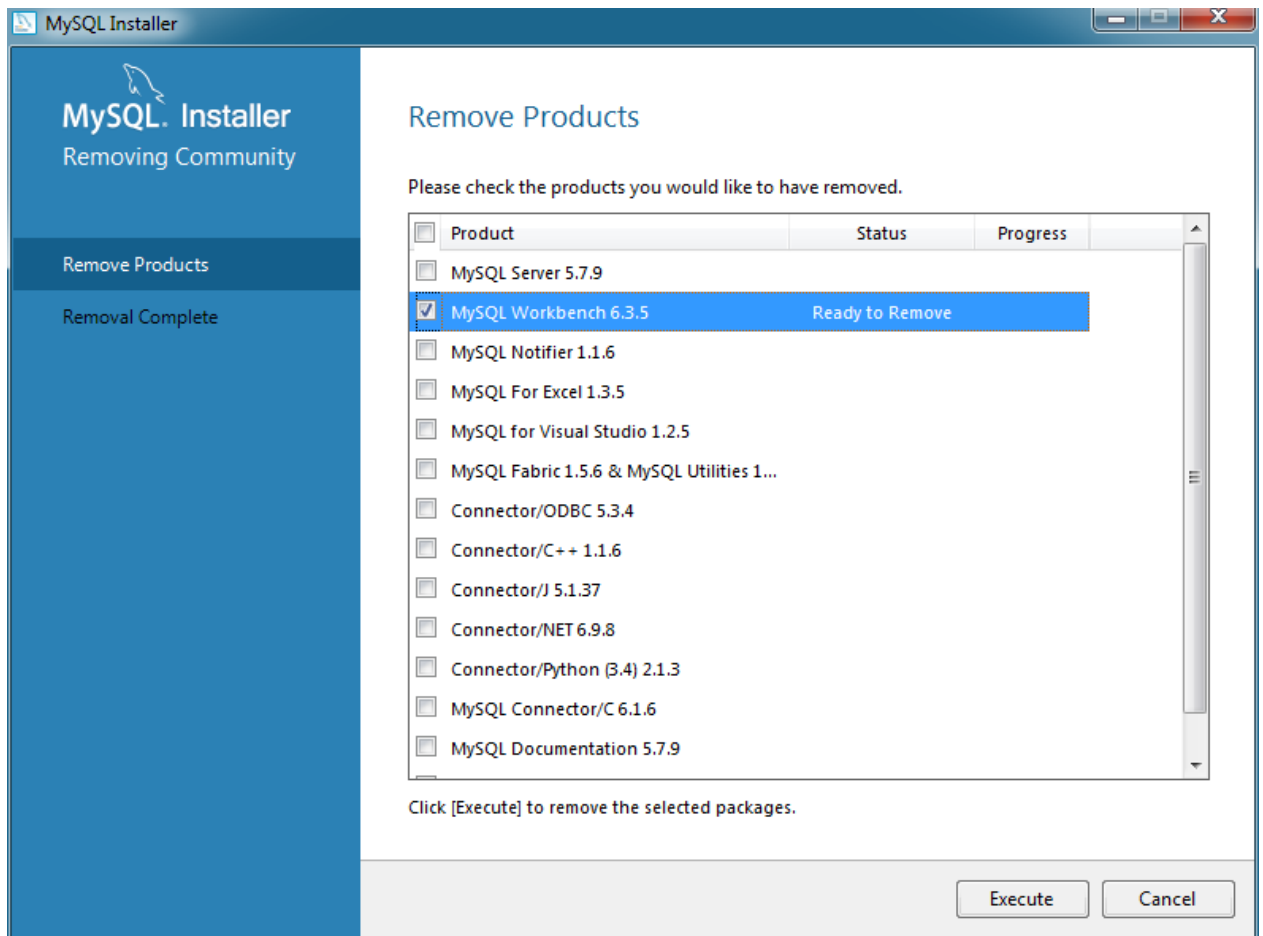 MySQL Installer
MySQL. Installer
Removing Community
Remove Products
Removal Complete
Remove Products
Please check the products you would like to have removed.
Product Status Progress
MySQL Server 5.7.9
MySQL Workbench 6.3.5 Ready to Remove
MySQL Notifier 1.1.6
MySQL For Excel 1.3.5
MySQL for Visual Studio 1.2.5
MySQL Fabric 1.5.6 & MySQL Utilities 1...
Connector/ODBC 5.3.4
Connector/C++ 1.1.6
Connector/J 5.1.37
Connector/NET 6.9.8
Connector/Python (3.4) 2.1.3
MySQL Connector/C 6.1.6
MySQL Documentation 5.7.9
Click [Execute] to remove the selected packages.
Execute Cancel